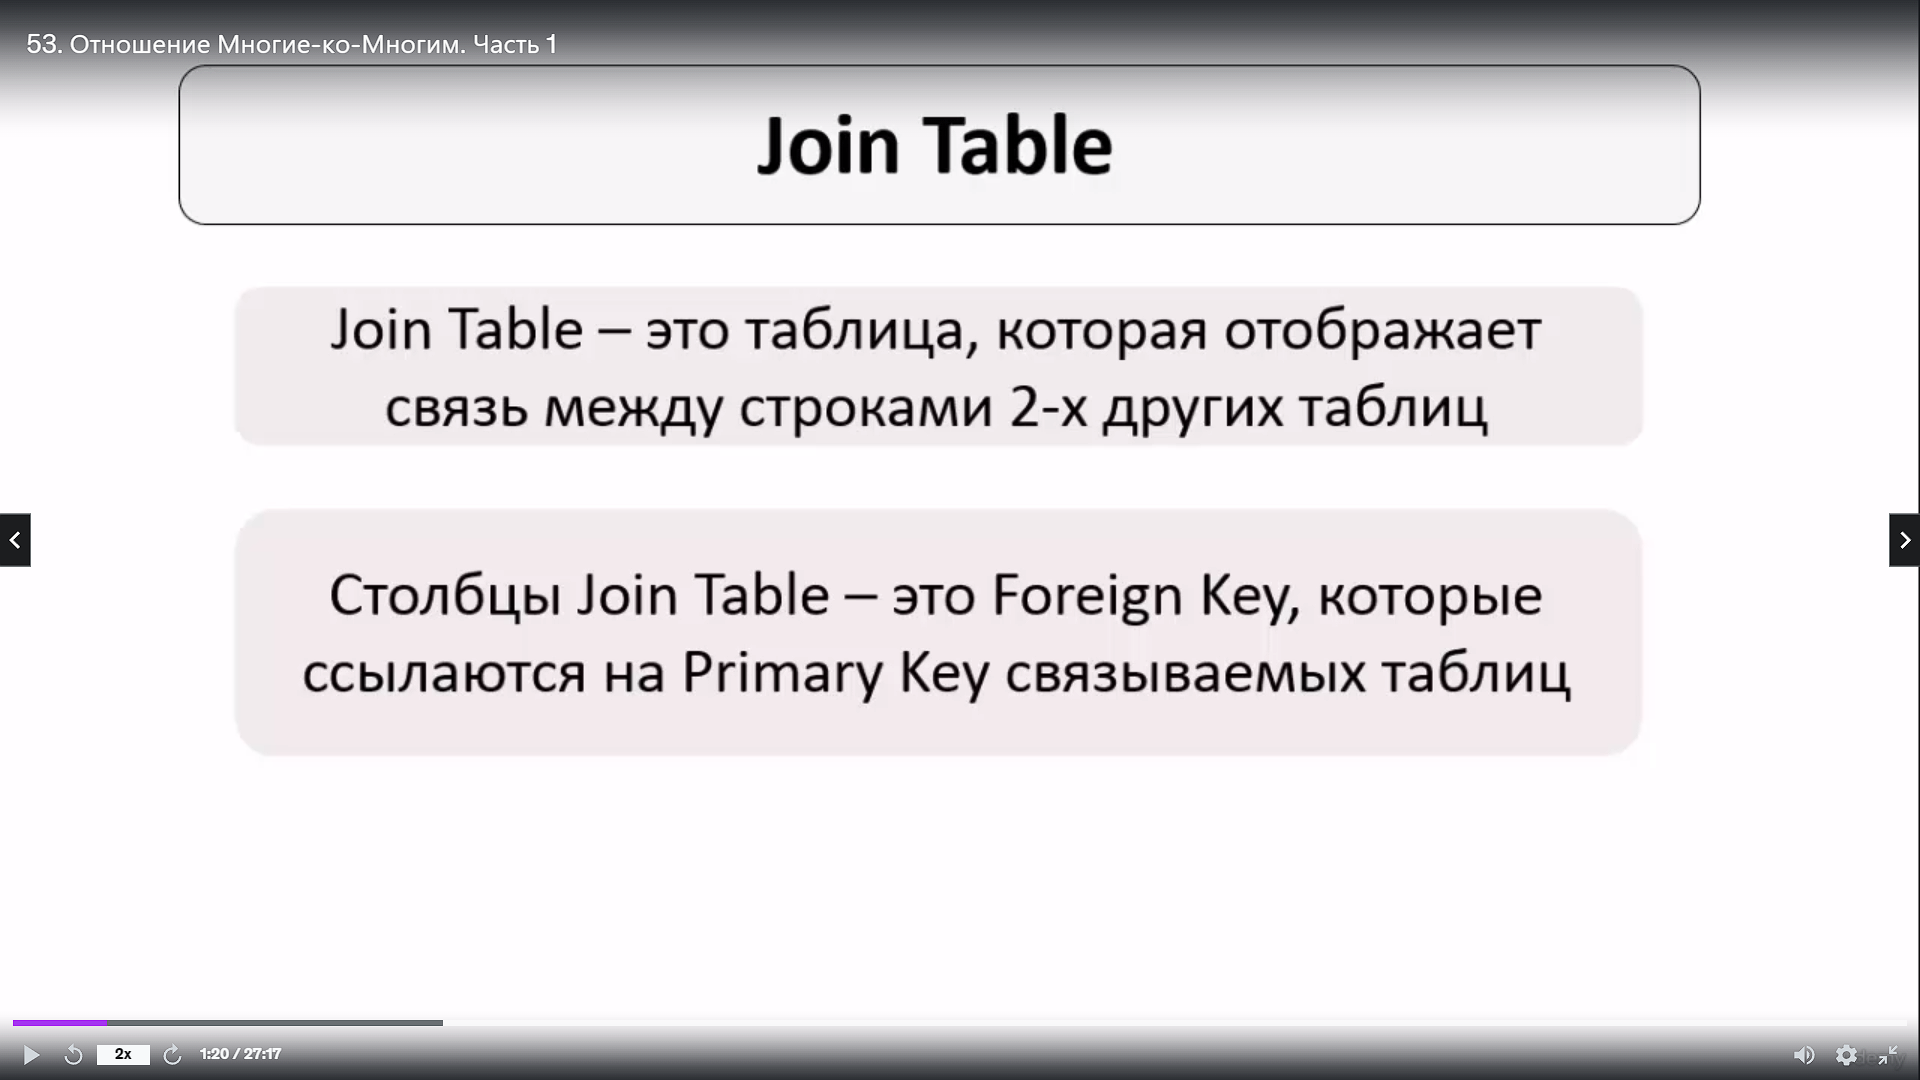 53. Отношение Многие-ко-Многим. Часть 1
Join Table
Join Table – это таблица, которая отображает
связь между строками 2-х других таблиц
Столбцы Join Table – это Foreign Key, которые
ссылаются на Primary Key связываемых таблиц
2x
1:20 / 27:17